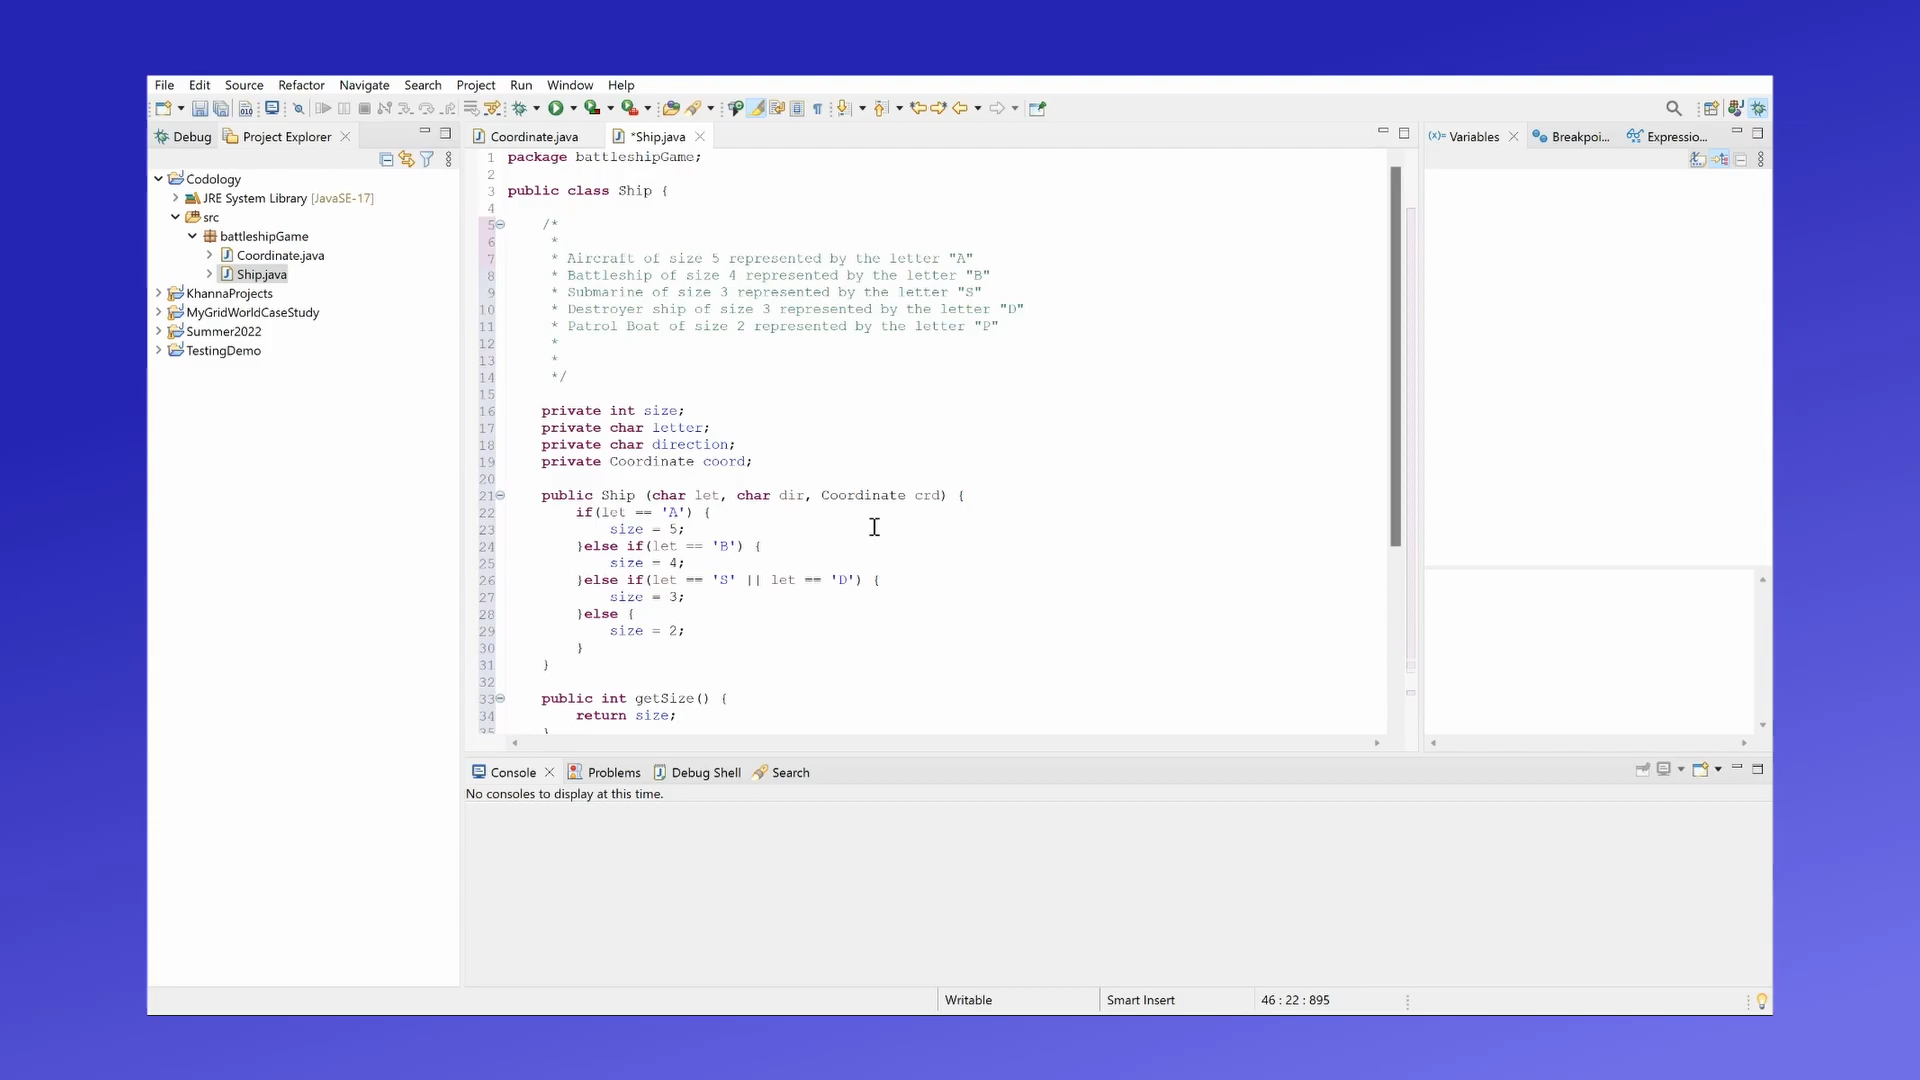 File Edit Source Refactor Navigate Search Project Run Window Help
Debug Project Explorer
Coordinate.java *Ship.java
Variables Breakpoi... Expressio...
Codology
JRE System Library [JavaSE-17]
src
battleshipGame
Coordinate.java
Ship.java
KhannaProjects
MyGridWorldCaseStudy
Summer2022
TestingDemo
1 package battleshipGame;
2
3 public class Ship {
4
5 /*
6 *
7 * Aircraft of size 5 represented by the letter "A"
8 * Battleship of size 4 represented by the letter "B"
9 * Submarine of size 3 represented by the letter "S"
10 * Destroyer ship of size 3 represented by the letter "D"
11 * Patrol Boat of size 2 represented by the letter "P"
12 *
13 *
14 */
15
16 private int size;
17 private char letter;
18 private char direction;
19 private Coordinate coord;
20
21 public Ship (char let, char dir, Coordinate crd) {
22 if(let == 'A') {
23 size = 5;
24 }else if(let == 'B') {
25 size = 4;
26 }else if(let == 'S' || let == 'D') {
27 size = 3;
28 }else {
29 size = 2;
30 }
31 }
32
33 public int getSize() {
34 return size;
35 }
Console Problems Debug Shell Search
No consoles to display at this time.
Writable Smart Insert 46 : 22 : 895